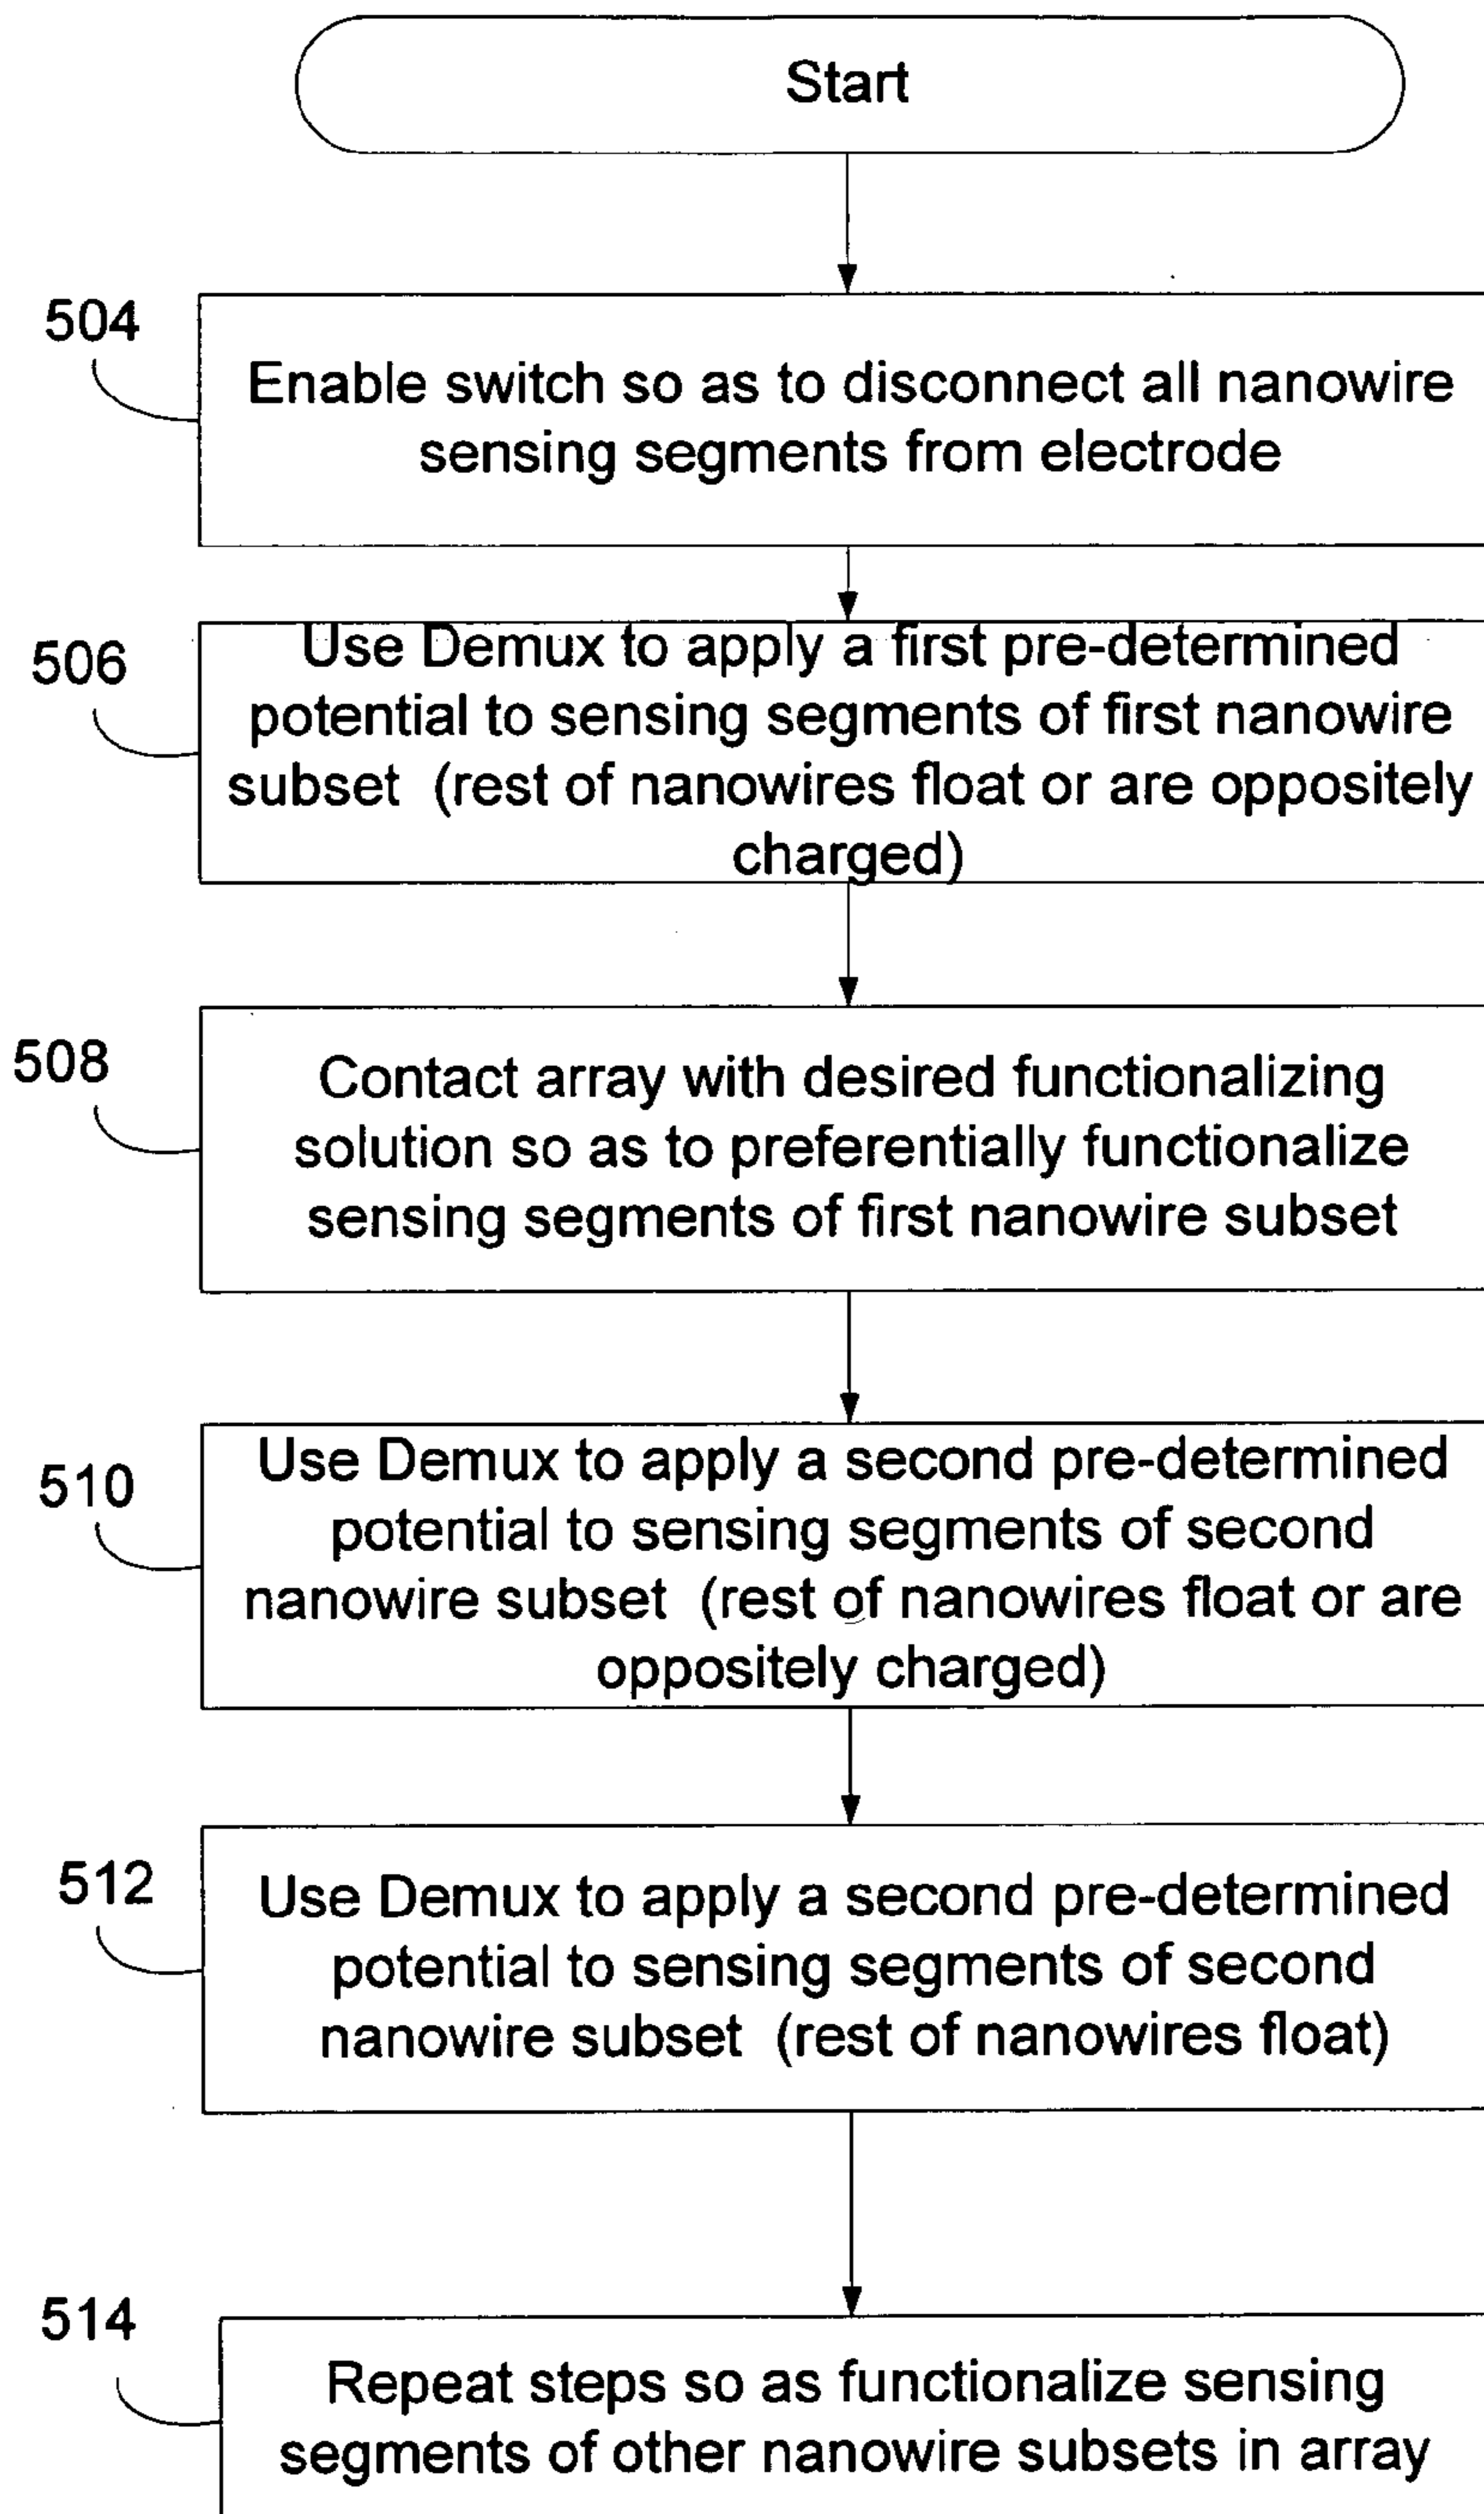 Start
504
Enable switch so as to disconnect all nanowire
sensing segments from electrode
506
Use Demux to apply a first pre-determined
potential to sensing segments of first nanowire
subset (rest of nanowires float or are oppositely
charged)
508
Contact array with desired functionalizing
solution so as to preferentially functionalize
sensing segments of first nanowire subset
510
Use Demux to apply a second pre-determined
potential to sensing segments of second
nanowire subset (rest of nanowires float or are
oppositely charged)
512
Use Demux to apply a second pre-determined
potential to sensing segments of second
nanowire subset (rest of nanowires float)
514
Repeat steps so as functionalize sensing
segments of other nanowire subsets in array